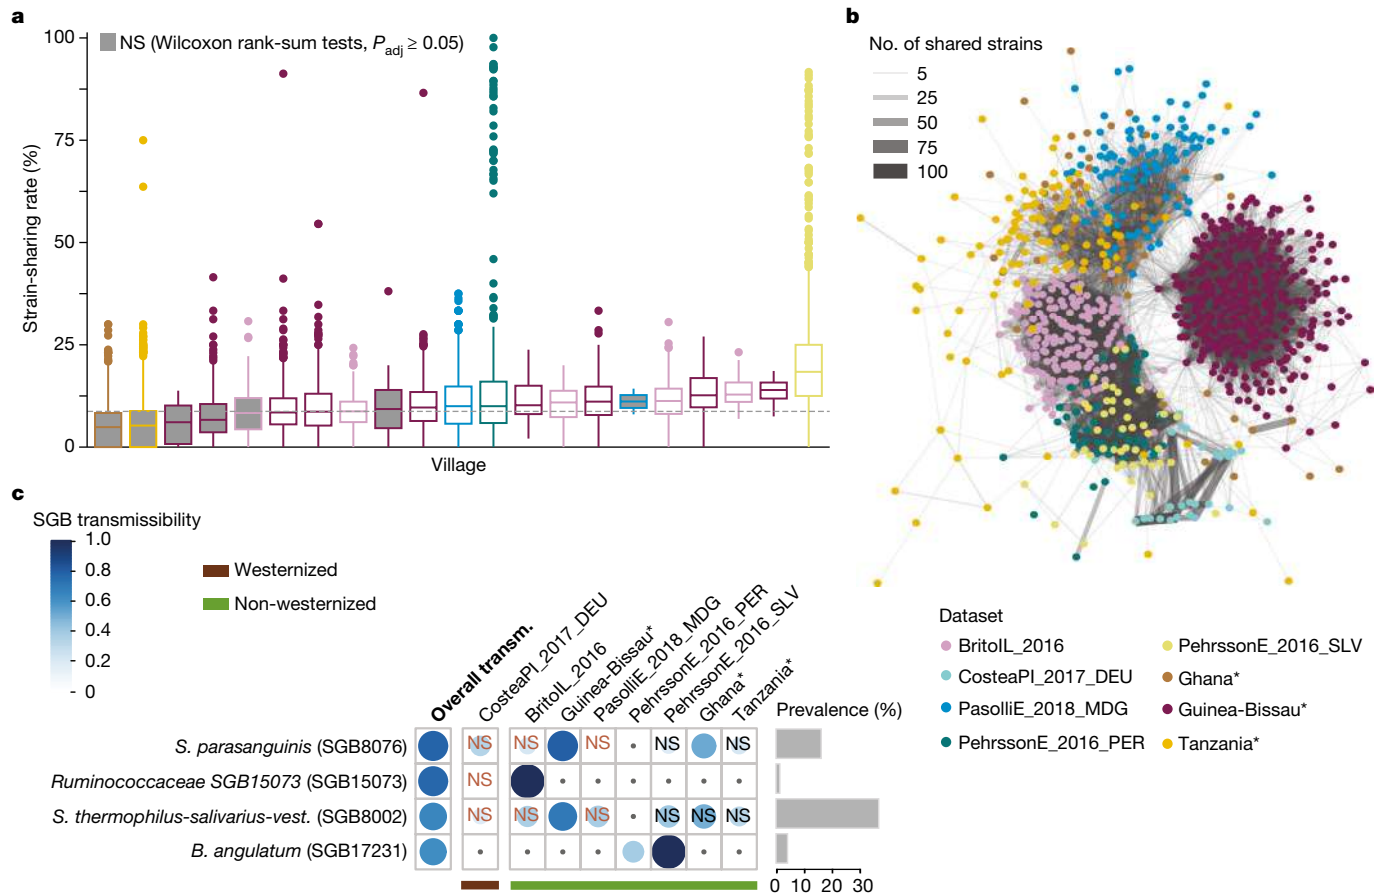 a
NS (Wilcoxon rank-sum tests, Padj ≥ 0.05)
Strain-sharing rate (%)
100
75
50
25
0
Village
b
No. of shared strains
5
25
50
75
100
Dataset
BritoIL_2016
CosteaPI_2017_DEU
PasolliE_2018_MDG
PehrssonE_2016_PER
PehrssonE_2016_SLV
Ghana*
Guinea-Bissau*
Tanzania*
c
SGB transmissibility
1.0
0.8
0.6
0.4
0.2
0
Westernized
Non-westernized
Overall transm.
CosteaPI_2017_DEU
BritoIL_2016
Guinea-Bissau*
PasolliE_2018_MDG
PehrssonE_2016_PER
PehrssonE_2016_SLV
Ghana*
Tanzania*
Prevalence (%)
S. parasanguinis (SGB8076) NS NS NS NS NS
Ruminococcaceae SGB15073 (SGB15073) NS
S. thermophilus-salivarius-vest. (SGB8002) NS NS NS NS NS NS
B. angulatum (SGB17231)
0 10 20 30